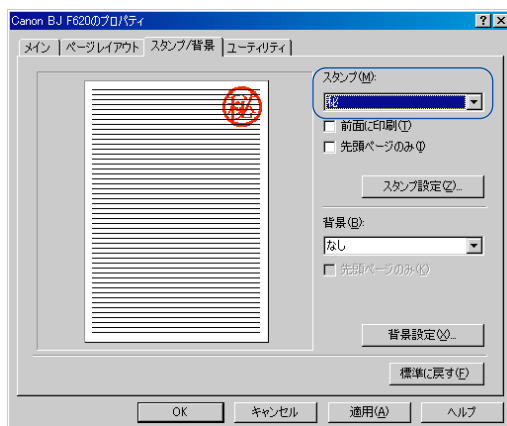 Canon BJ F620のプロパティ
メイン ページレイアウト スタンプ/背景 ユーティリティ
スタンプ(M):
秘
秘
前面に印刷(T)
先頭ページのみ(I)
スタンプ設定(Z)...
背景(B):
なし
先頭ページのみ(K)
背景設定(X)...
標準に戻す(F)
OK キャンセル 適用(A) ヘルプ